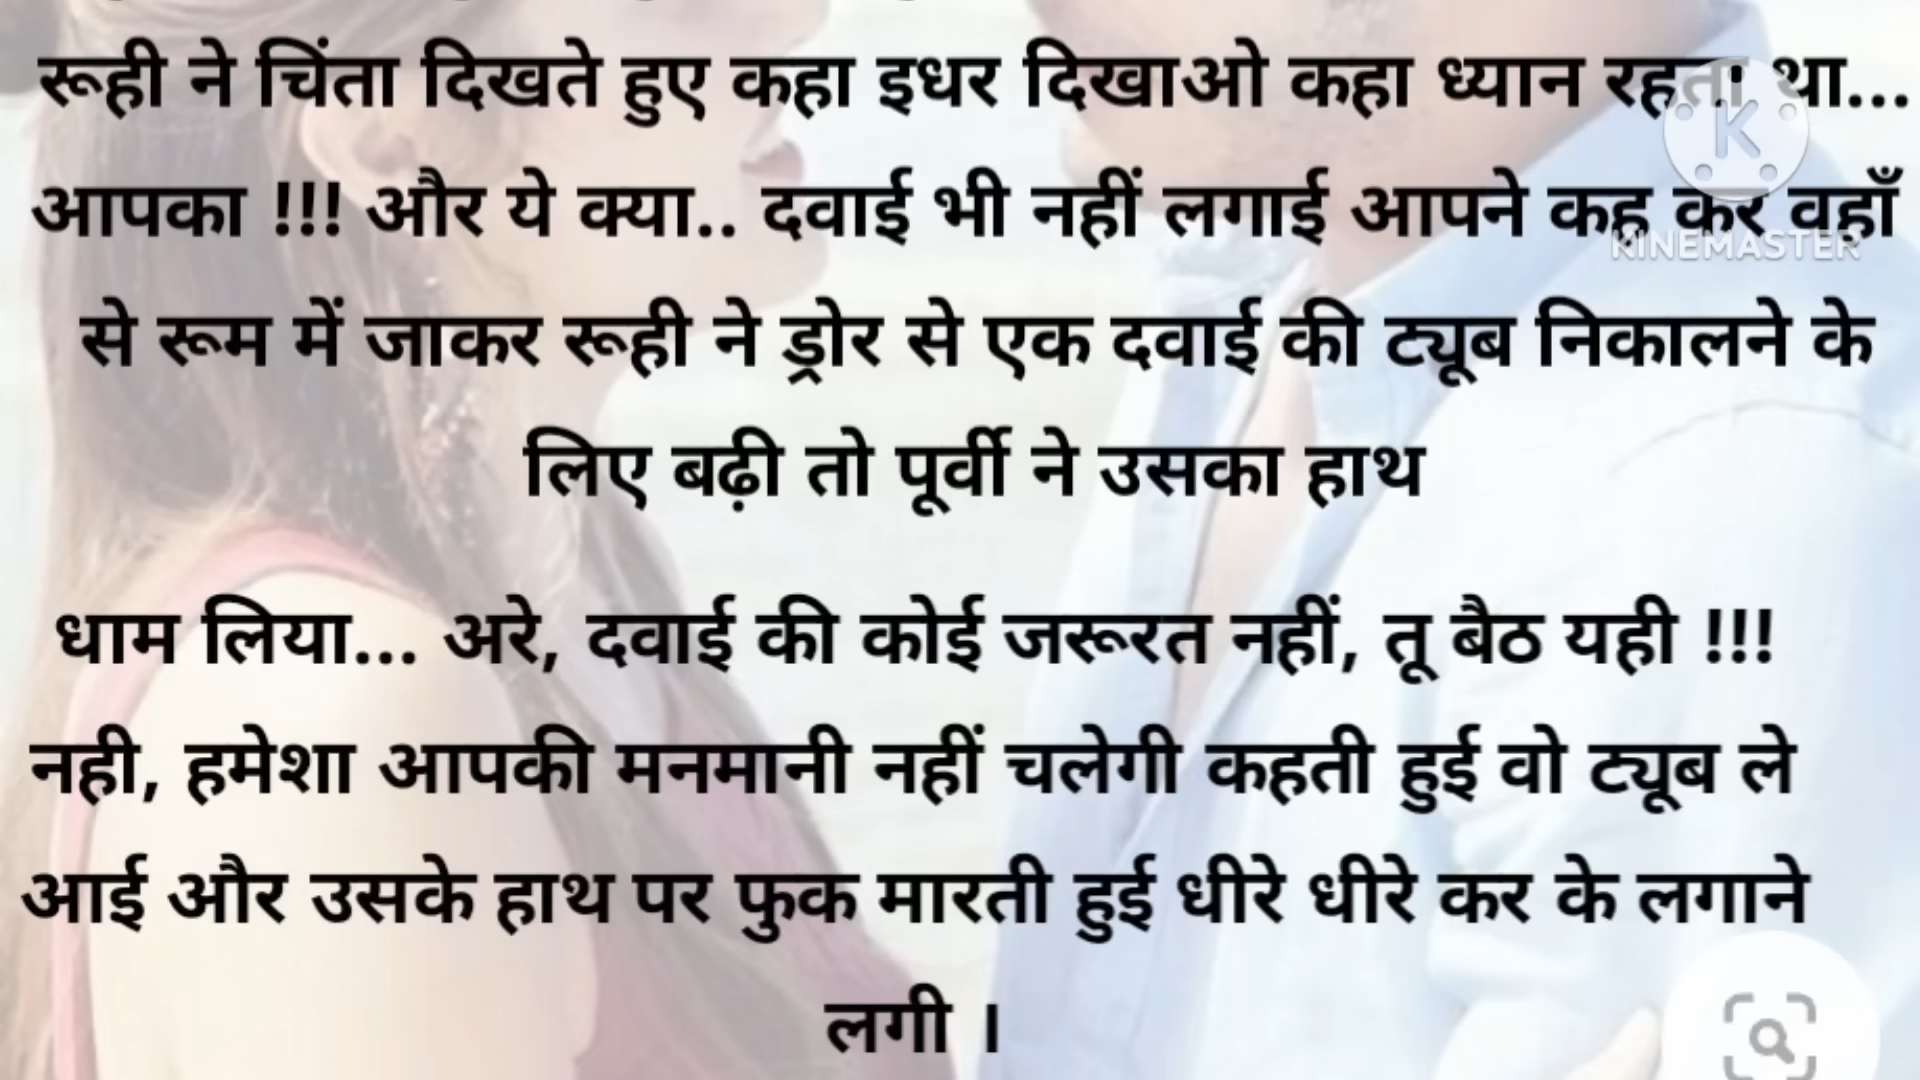 रूही ने चिंता दिखते हुए कहा इधर दिखाओ कहा ध्यान रहता था...
आपका !!! और ये क्या.. दवाई भी नहीं लगाई आपने कह कर वहाँ
KINEMASTER
से रूम में जाकर रूही ने ड्रोर से एक दवाई की ट्यूब निकालने के
लिए बढ़ी तो पूर्वी ने उसका हाथ
धाम लिया... अरे, दवाई की कोई जरूरत नहीं, तू बैठ यही !!!
नही, हमेशा आपकी मनमानी नहीं चलेगी कहती हुई वो ट्यूब ले
आई और उसके हाथ पर फुक मारती हुई धीरे धीरे कर के लगाने
लगी ।